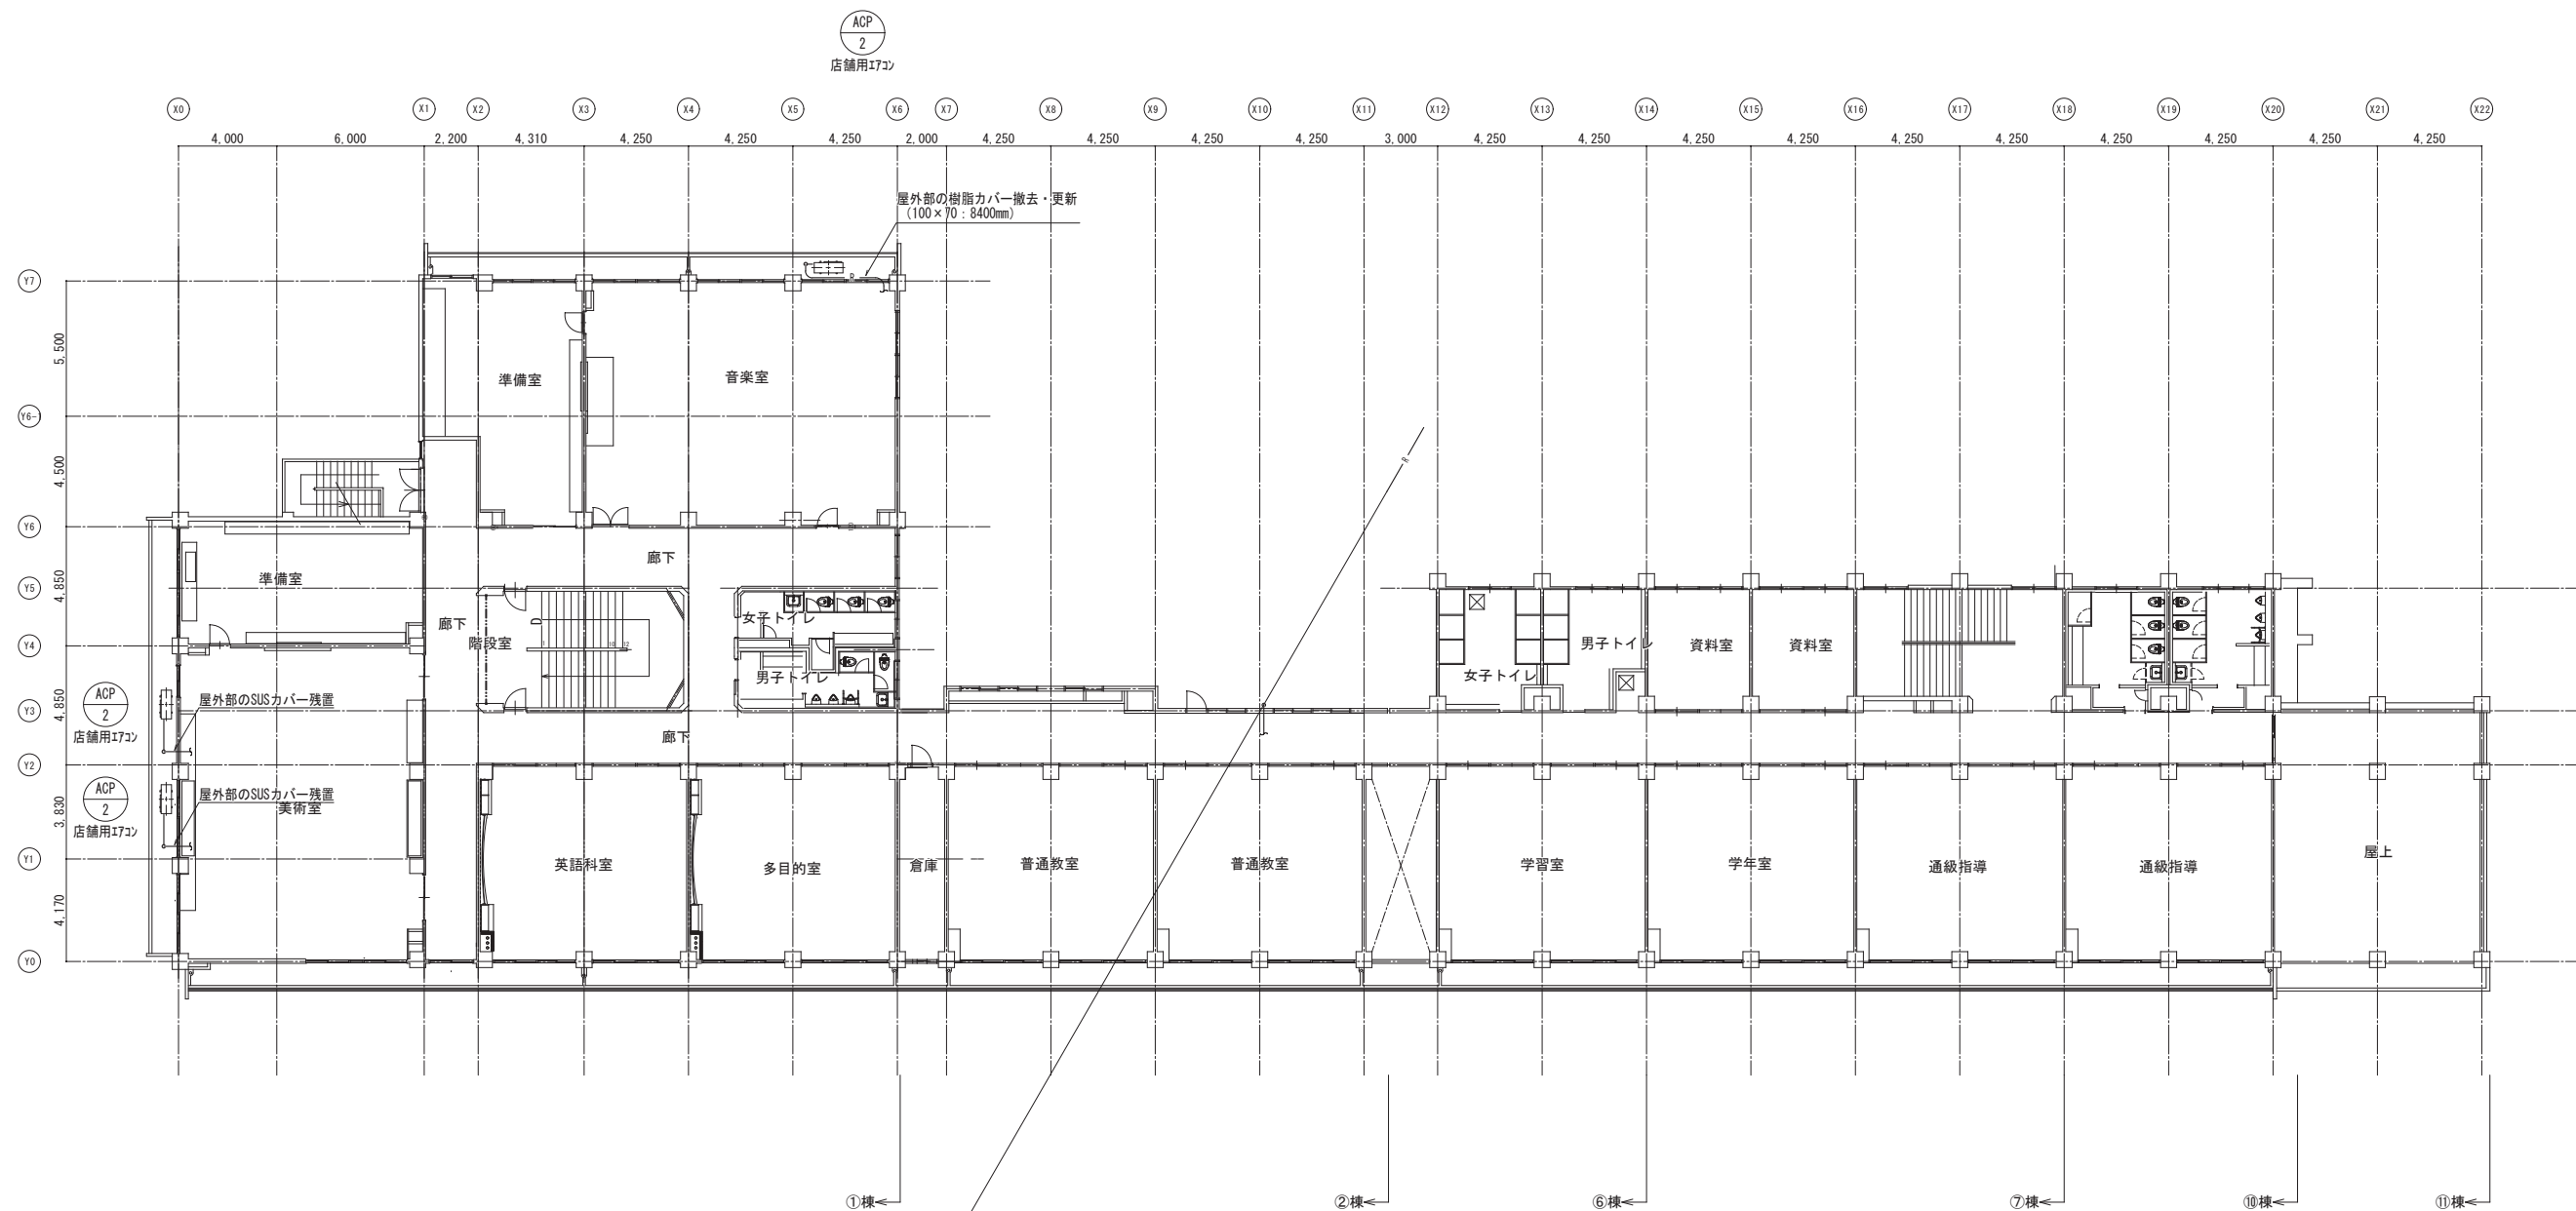 ACP
2
店舗用ｴｱｺﾝ
X0 X1 X2 X3 X4 X5 X6 X7 X8 X9 X10 X11 X12 X13 X14 X15 X16 X17 X18 X19 X20 X21 X22
4,000 6,000 2,200 4,310 4,250 4,250 4,250 2,000 4,250 4,250 4,250 4,250 3,000 4,250 4,250 4,250 4,250 4,250 4,250 4,250 4,250 4,250 4,250
屋外部の樹脂カバー撤去・更新
（100×70：8400mm）
Y7
5,500
準備室
音楽室
Y6-
4,500
Y6
廊下
準備室
Y5
4,850
女子トイレ
廊下
階段室
D
Y4
男子トイレ
資料室
資料室
女子トイレ
男子トイレ
ACP
2
店舗用ｴｱｺﾝ
屋外部のSUSカバー残置
4,850
Y3
廊下
Y2
ACP
2
店舗用ｴｱｺﾝ
屋外部のSUSカバー残置
美術室
3,830
Y1
英語科室
多目的室
倉庫
普通教室
普通教室
学習室
学年室
通級指導
通級指導
屋上
4,170
Y0
①棟
②棟
⑥棟
⑦棟
⑩棟
⑪棟